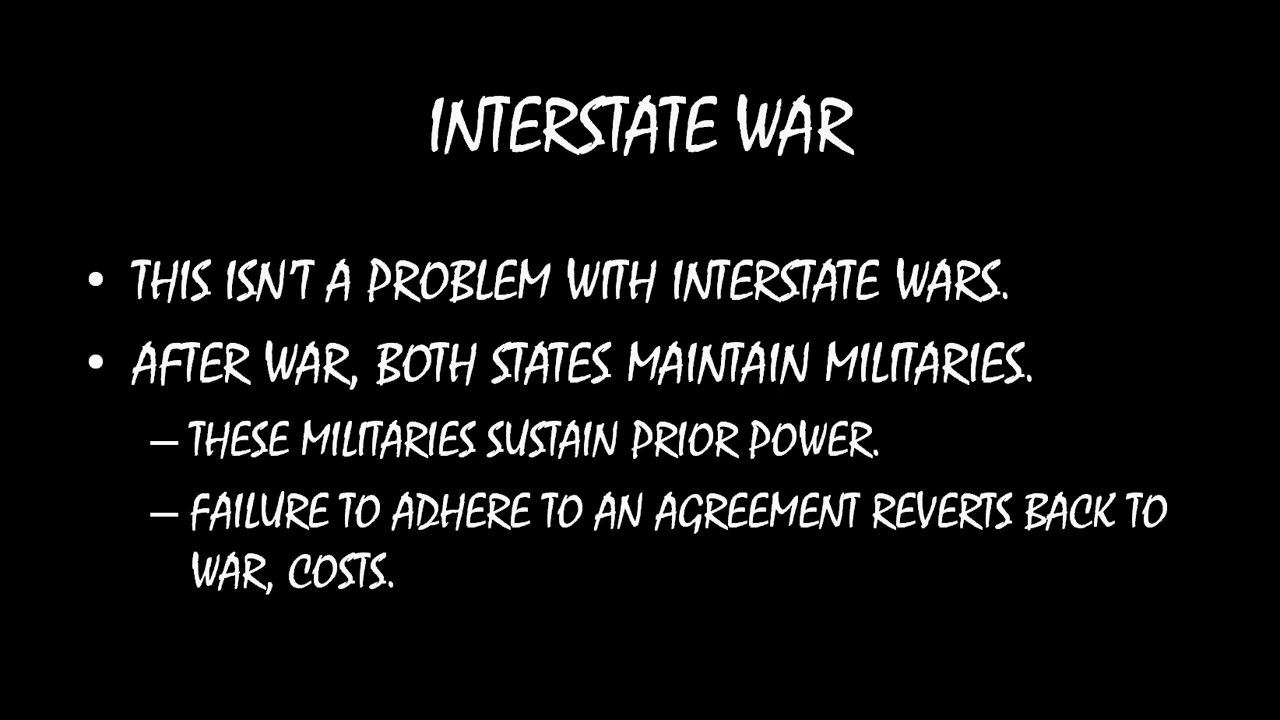 INTERSTATE WAR
• THIS ISN'T A PROBLEM WITH INTERSTATE WARS.
• AFTER WAR, BOTH STATES MAINTAIN MILITARIES.
– THESE MILITARIES SUSTAIN PRIOR POWER.
– FAILURE TO ADHERE TO AN AGREEMENT REVERTS BACK TO
WAR, COSTS.